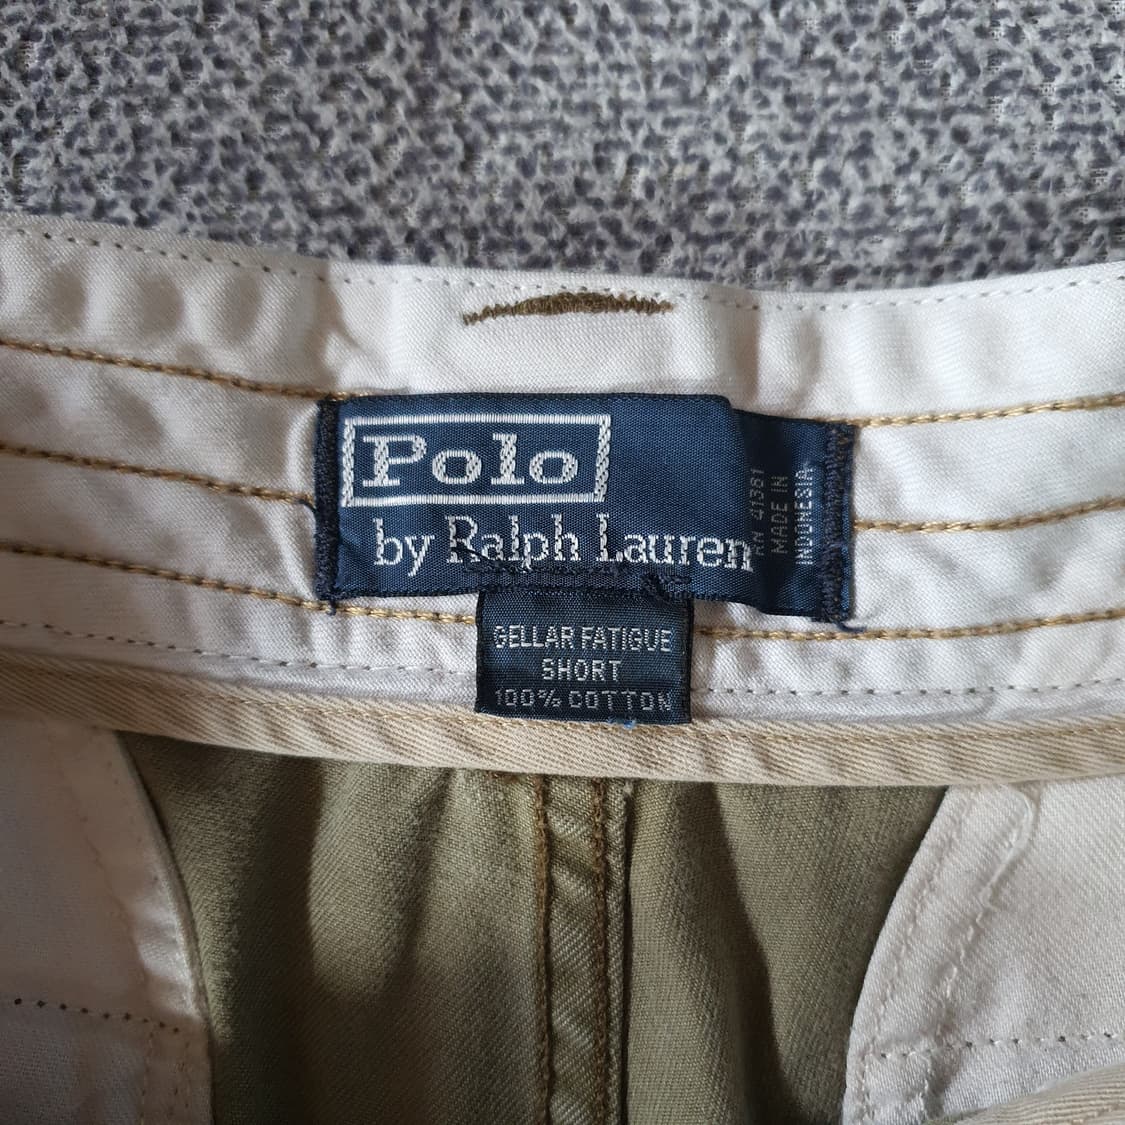 Polo
by Ralph Lauren
RN 41381
MADE IN
INDONESIA
GELLAR FATIGUE
SHORT
100% COTTON